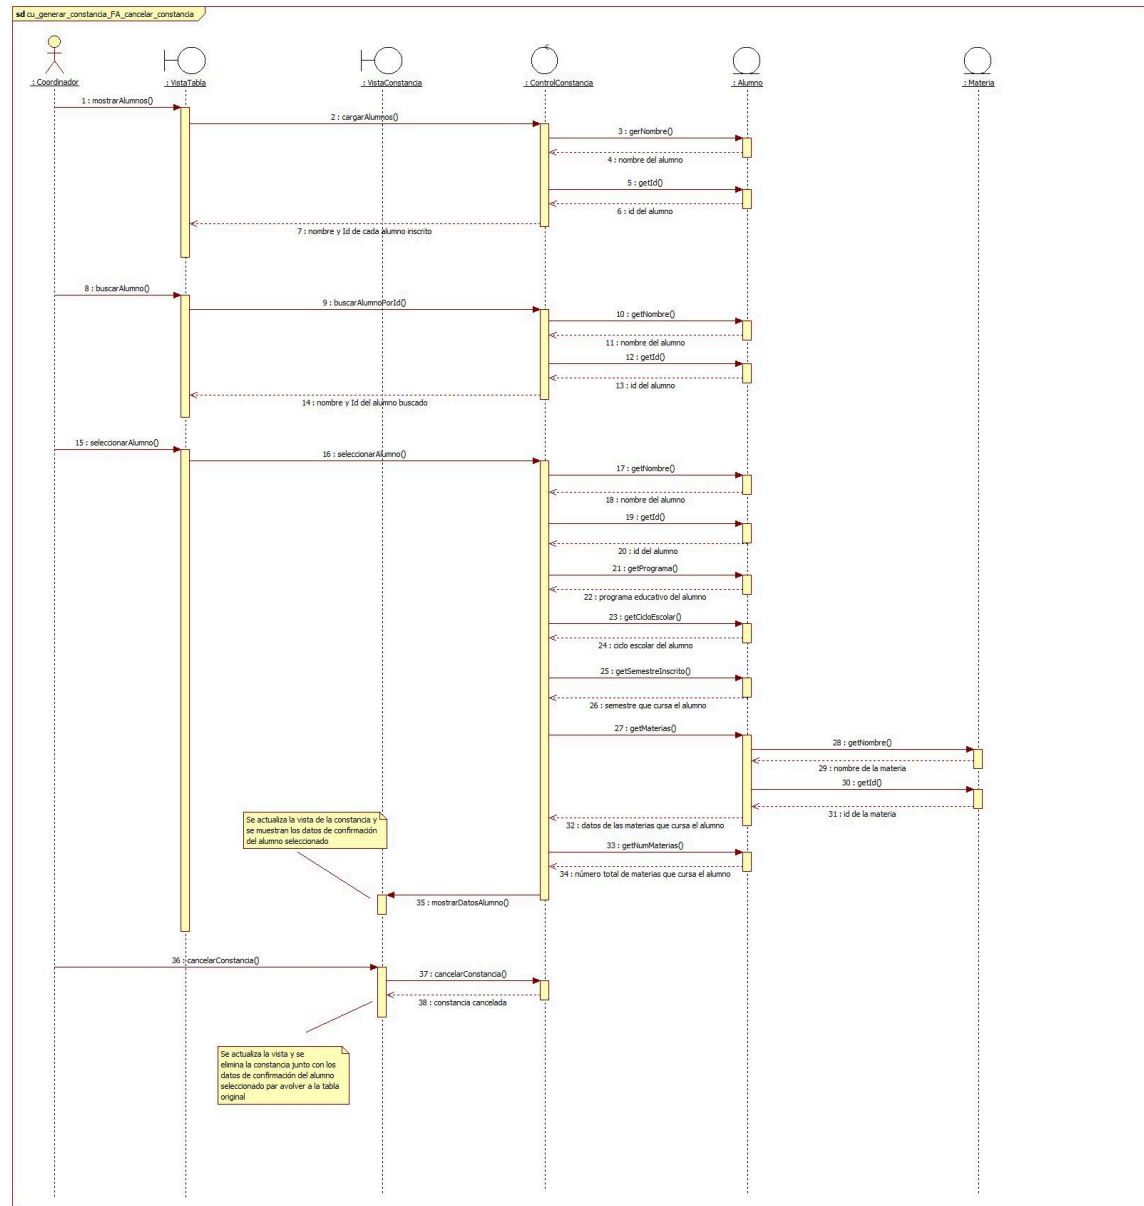 sd cu_generar_constancia_FA_cancelar_constancia
: Coordinador
: VistaTabla
: VistaConstancia
: ControlConstancia
: Alumno
: Materia
1 : mostrarAlumnos()
2 : cargarAlumnos()
3 : gerNombre()
4 : nombre del alumno
5 : getId()
6 : id del alumno
7 : nombre y Id de cada alumno inscrito
8 : buscarAlumno()
9 : buscarAlumnoPorId()
10 : getNombre()
11 : nombre del alumno
12 : getId()
13 : id del alumno
14 : nombre y Id del alumno buscado
15 : seleccionarAlumno()
16 : seleccionarAlumno()
17 : getNombre()
18 : nombre del alumno
19 : getId()
20 : id del alumno
21 : getPrograma()
22 : programa educativo del alumno
23 : getCicloEscolar()
24 : ciclo escolar del alumno
25 : getSemestreInscrito()
26 : semestre que cursa el alumno
27 : getMaterias()
28 : getNombre()
29 : nombre de la materia
30 : getId()
31 : id de la materia
32 : datos de las materias que cursa el alumno
33 : getNumMaterias()
34 : número total de materias que cursa el alumno
Se actualiza la vista de la constancia y
se muestran los datos de confirmación
del alumno seleccionado
35 : mostrarDatosAlumno()
36 : cancelarConstancia()
37 : cancelarConstancia()
38 : constancia cancelada
Se actualiza la vista y se
elimina la constancia junto con los
datos de confirmación del alumno
seleccionado par avolver a la tabla
original